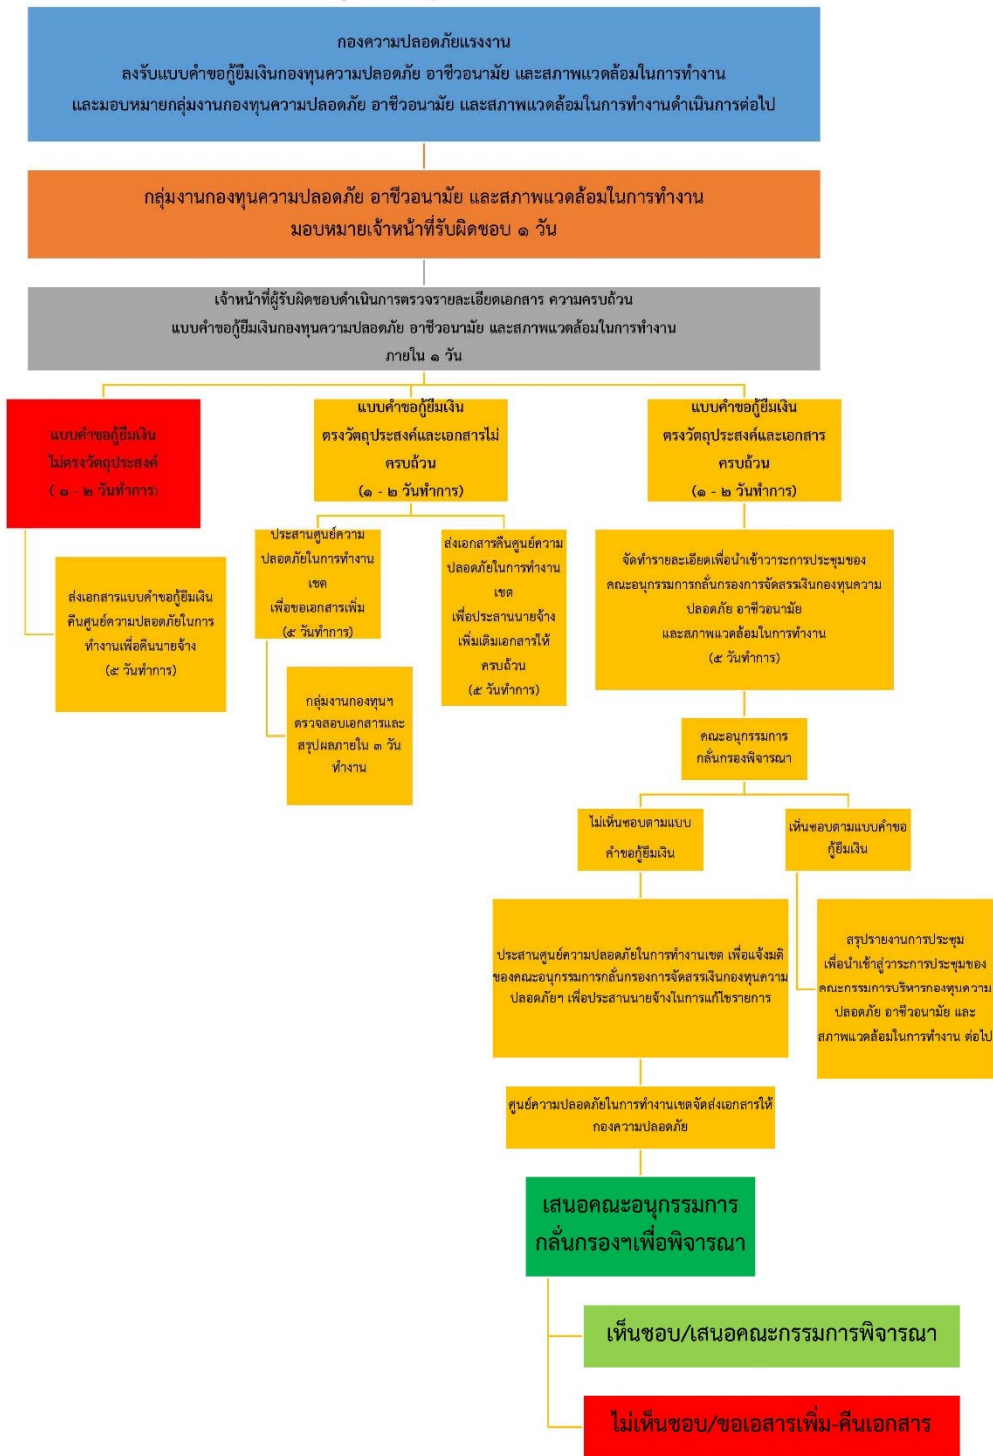 กองความปลอดภัยแรงงาน
ลงรับแบบคำขอกู้ยืมเงินกองทุนความปลอดภัย อาชีวอนามัย และสภาพแวดล้อมในการทำงาน
และมอบหมายกลุ่มงานกองทุนความปลอดภัย อาชีวอนามัย และสภาพแวดล้อมในการทำงานดำเนินการต่อไป
กลุ่มงานกองทุนความปลอดภัย อาชีวอนามัย และสภาพแวดล้อมในการทำงาน
มอบหมายเจ้าหน้าที่รับผิดชอบ ๑ วัน
เจ้าหน้าที่ผู้รับผิดชอบดำเนินการตรวจรายละเอียดเอกสาร ความครบถ้วน
แบบคำขอกู้ยืมเงินกองทุนความปลอดภัย อาชีวอนามัย และสภาพแวดล้อมในการทำงาน
ภายใน ๑ วัน
แบบคำขอกู้ยืมเงิน
ไม่ตรงวัตถุประสงค์
( ๑ - ๒ วันทำการ)
ส่งเอกสารแบบคำขอกู้ยืมเงิน
คืนศูนย์ความปลอดภัยในการ
ทำงานเพื่อคืนนายจ้าง
(๕ วันทำการ)
แบบคำขอกู้ยืมเงิน
ตรงวัตถุประสงค์และเอกสารไม่
ครบถ้วน
(๑ - ๒ วันทำการ)
ประสานศูนย์ความ
ปลอดภัยในการทำงาน
เขต
เพื่อขอเอกสารเพิ่ม
(๕ วันทำการ)
กลุ่มงานกองทุนฯ
ตรวจสอบเอกสารและ
สรุปผลภายใน ๓ วัน
ทำงาน
ส่งเอกสารคืนศูนย์ความ
ปลอดภัยในการทำงาน
เขต
เพื่อประสานนายจ้าง
เพิ่มเติมเอกสารให้
ครบถ้วน
(๕ วันทำการ)
แบบคำขอกู้ยืมเงิน
ตรงวัตถุประสงค์และเอกสาร
ครบถ้วน
(๑ - ๒ วันทำการ)
จัดทำรายละเอียดเพื่อนำเข้าวาระการประชุมของ
คณะอนุกรรมการกลั่นกรองการจัดสรรเงินกองทุนความ
ปลอดภัย อาชีวอนามัย
และสภาพแวดล้อมในการทำงาน
(๕ วันทำการ)
คณะอนุกรรมการ
กลั่นกรองพิจารณา
ไม่เห็นชอบตามแบบ
คำขอกู้ยืมเงิน
ประสานศูนย์ความปลอดภัยในการทำงานเขต เพื่อแจ้งมติ
ของคณะอนุกรรมการกลั่นกรองการจัดสรรเงินกองทุนความ
ปลอดภัยฯ เพื่อประสานนายจ้างในการแก้ไขรายการ
ศูนย์ความปลอดภัยในการทำงานเขตจัดส่งเอกสารให้
กองความปลอดภัย
เสนอคณะอนุกรรมการ
กลั่นกรองฯเพื่อพิจารณา
เห็นชอบ/เสนอคณะกรรมการพิจารณา
ไม่เห็นชอบ/ขอเอสารเพิ่ม-คืนเอกสาร
เห็นชอบตามแบบคำขอ
กู้ยืมเงิน
สรุปรายงานการประชุม
เพื่อนำเข้าสู่วาระการประชุมของ
คณะกรรมการบริหารกองทุนความ
ปลอดภัย อาชีวอนามัย และ
สภาพแวดล้อมในการทำงาน ต่อไป